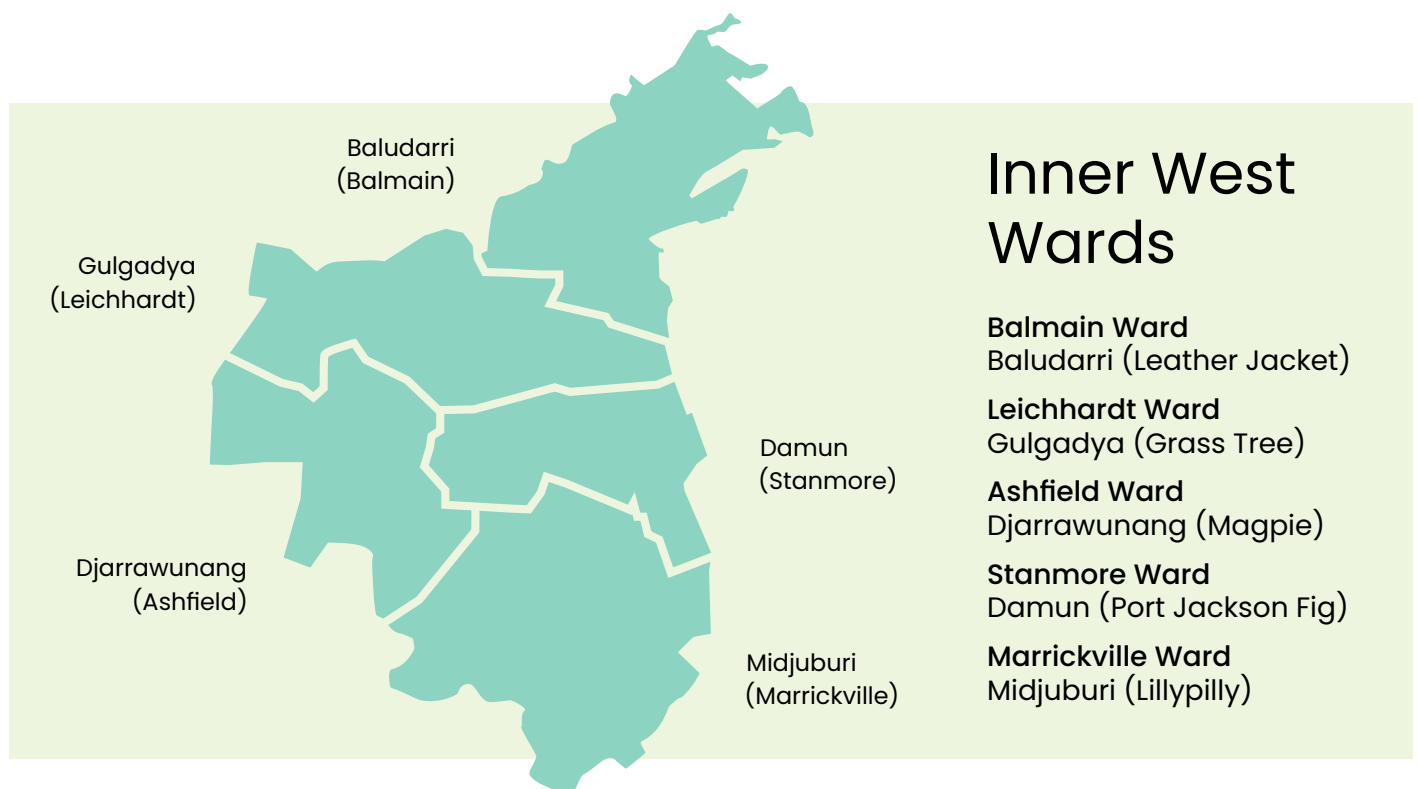 Baludarri
(Balmain)
Gulgadya
(Leichhardt)
Djarrawunang
(Ashfield)
Damun
(Stanmore)
Midjuburi
(Marrickville)
Inner West
Wards
Balmain Ward
Baludarri (Leather Jacket)
Leichhardt Ward
Gulgadya (Grass Tree)
Ashfield Ward
Djarrawunang (Magpie)
Stanmore Ward
Damun (Port Jackson Fig)
Marrickville Ward
Midjuburi (Lillypilly)